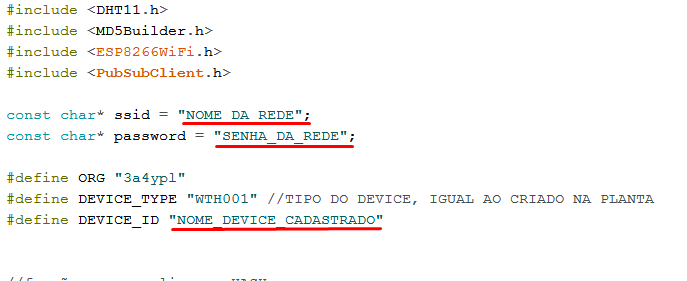 #include <DHT11.h>
#include <MD5Builder.h>
#include <ESP8266WiFi.h>
#include <PubSubClient.h>
const char* ssid = "NOME_DA_REDE";
const char* password = "SENHA_DA_REDE";
#define ORG "3a4ypl"
#define DEVICE_TYPE "WTH001" //TIPO DO DEVICE, IGUAL AO CRIADO NA PLANTA
#define DEVICE_ID "NOME_DEVICE_CADASTRADO"